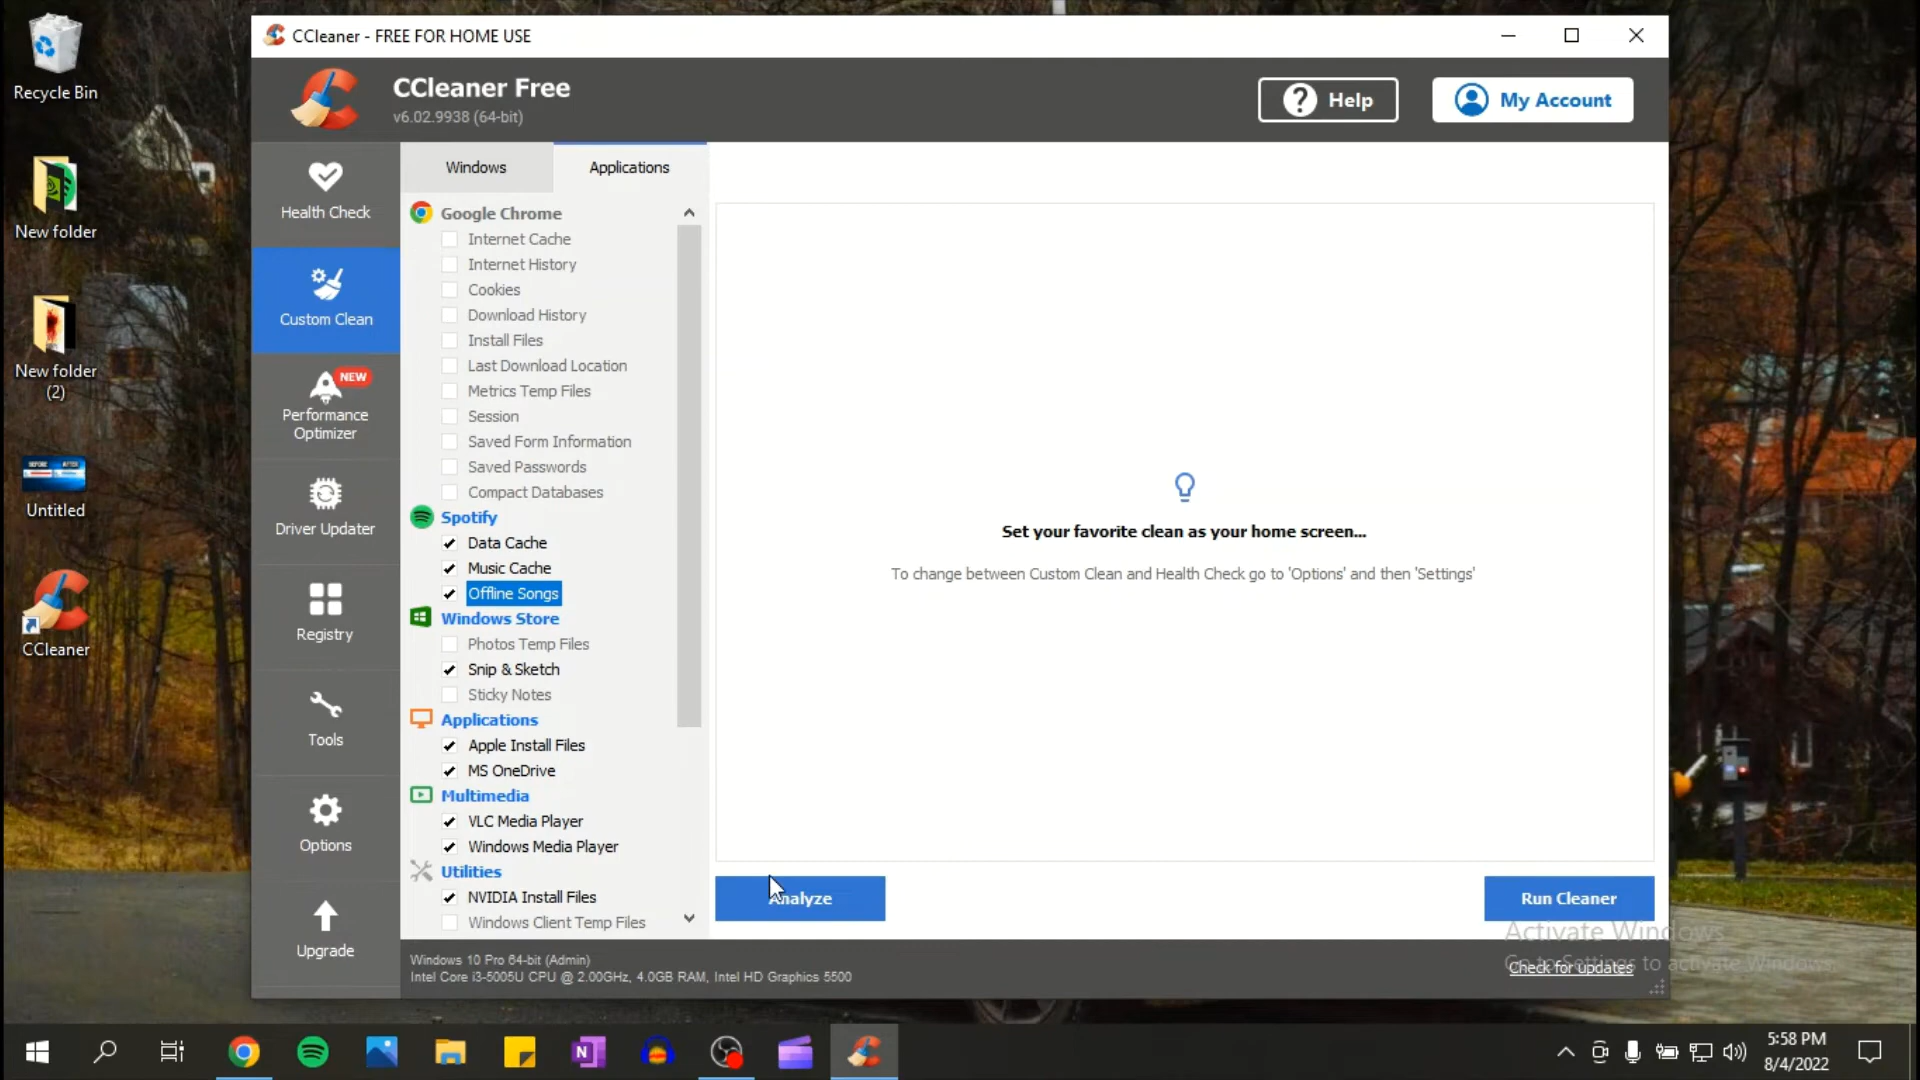 Recycle Bin
New folder
New folder
(2)
Untitled
CCleaner
CCleaner - FREE FOR HOME USE
CCleaner Free
v6.02.9938 (64-bit)
Help
My Account
Health Check
Custom Clean
NEW
Performance
Optimizer
Driver Updater
Registry
Tools
Options
Upgrade
Windows
Applications
Google Chrome
Internet Cache
Internet History
Cookies
Download History
Install Files
Last Download Location
Metrics Temp Files
Session
Saved Form Information
Saved Passwords
Compact Databases
Spotify
Data Cache
Music Cache
Offline Songs
Windows Store
Photos Temp Files
Snip & Sketch
Sticky Notes
Applications
Apple Install Files
MS OneDrive
Multimedia
VLC Media Player
Windows Media Player
Utilities
NVIDIA Install Files
Windows Client Temp Files
Set your favorite clean as your home screen...
To change between Custom Clean and Health Check go to 'Options' and then 'Settings'
Analyze
Run Cleaner
Activate Windows
Go to Settings to activate Windows.
Check for updates
Windows 10 Pro 64-bit (Admin)
Intel Core i3-5005U CPU @ 2.00GHz, 4.0GB RAM, Intel HD Graphics 5500
5:58 PM
8/4/2022